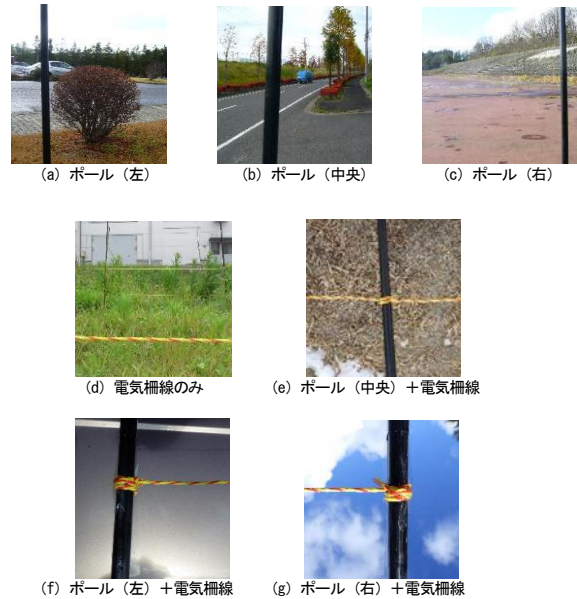 (a) ポール（左）
(b) ポール（中央）
(c) ポール（右）
(d) 電気柵線のみ
(e) ポール（中央）＋電気柵線
(f) ポール（左）＋電気柵線
(g) ポール（右）＋電気柵線